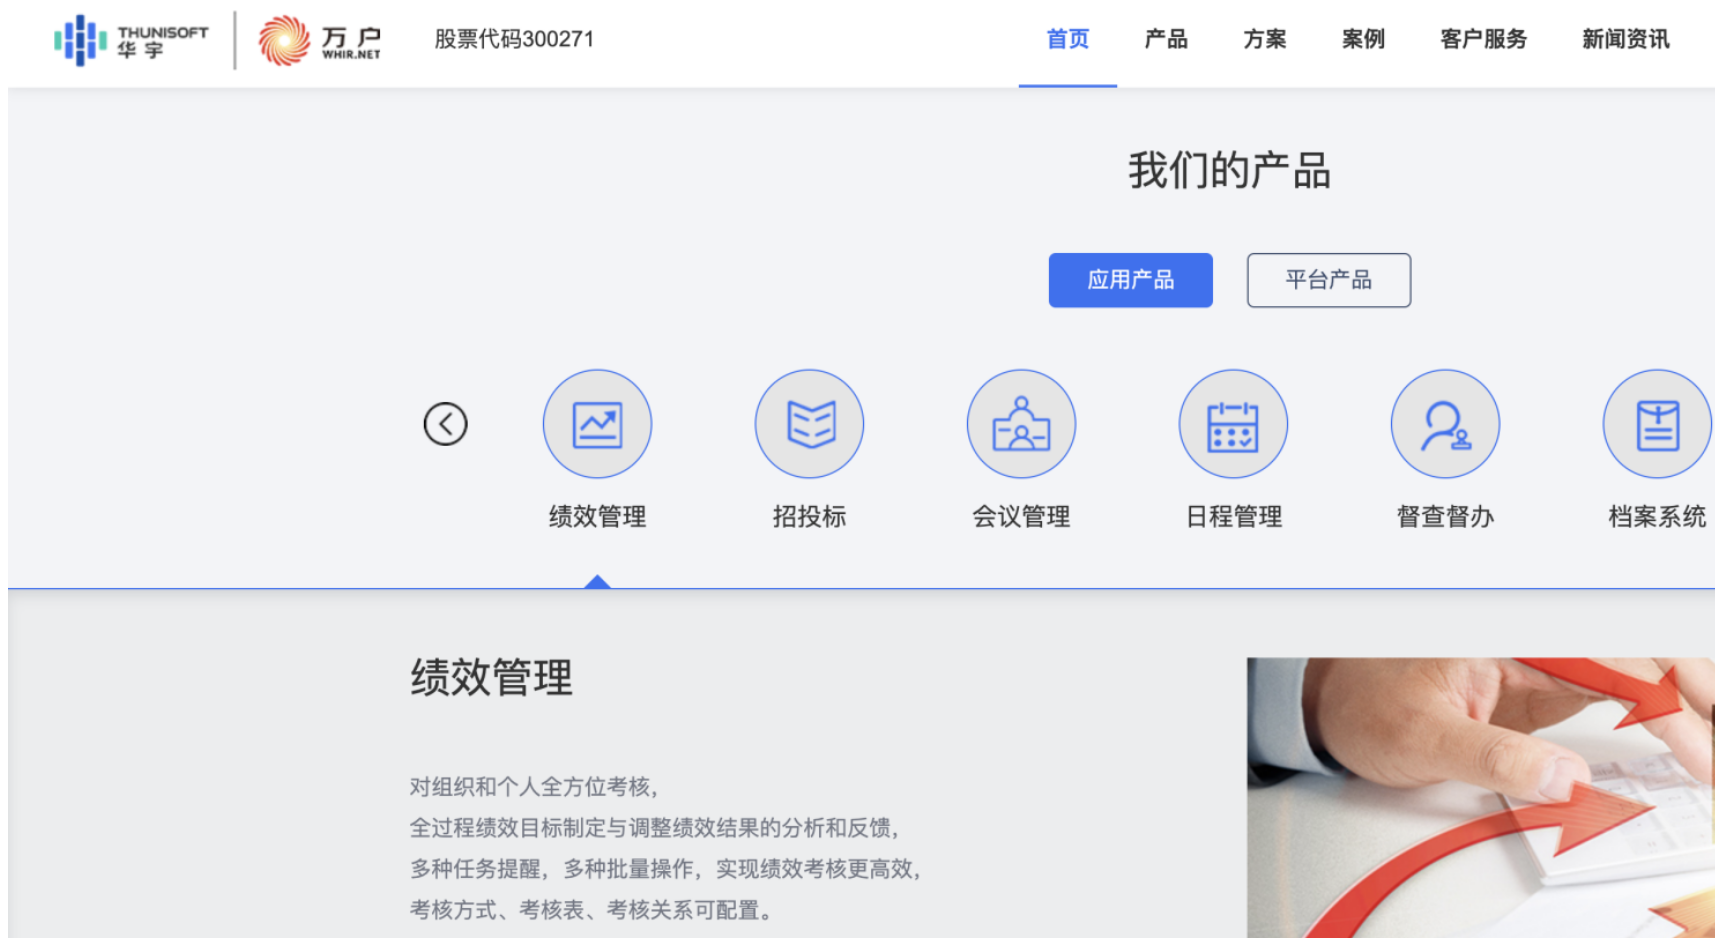 THUNISOFT
华宇
万户
WHIR.NET
股票代码300271
首页
产品
方案
案例
客户服务
新闻资讯
我们的产品
应用产品
平台产品
绩效管理
招投标
会议管理
日程管理
督查督办
档案系统
绩效管理
对组织和个人全方位考核，
全过程绩效目标制定与调整绩效结果的分析和反馈，
多种任务提醒，多种批量操作，实现绩效考核更高效，
考核方式、考核表、考核关系可配置。